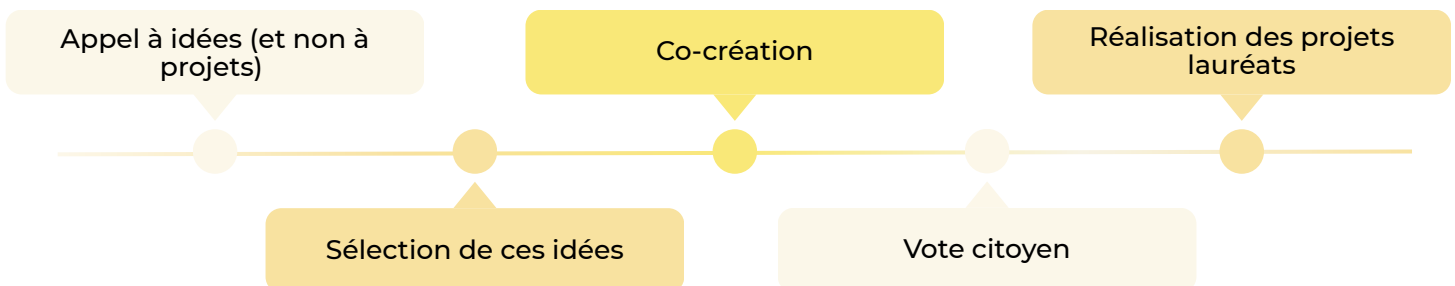 Appel à idées (et non à
projets)
Sélection de ces idées
Co-création
Vote citoyen
Réalisation des projets
lauréats